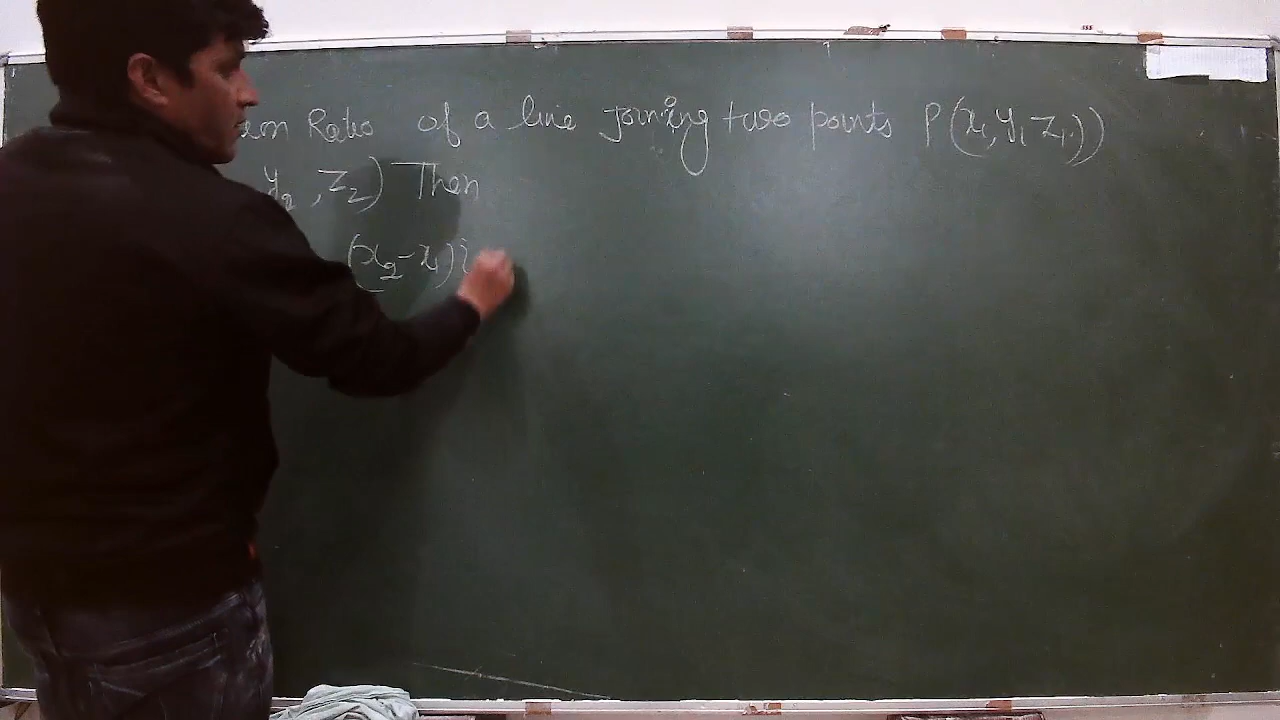 Ratio of a line joining two points P(x₁, y₁ z₁))
y₂, z₂) Then
(x₂-x₁)i